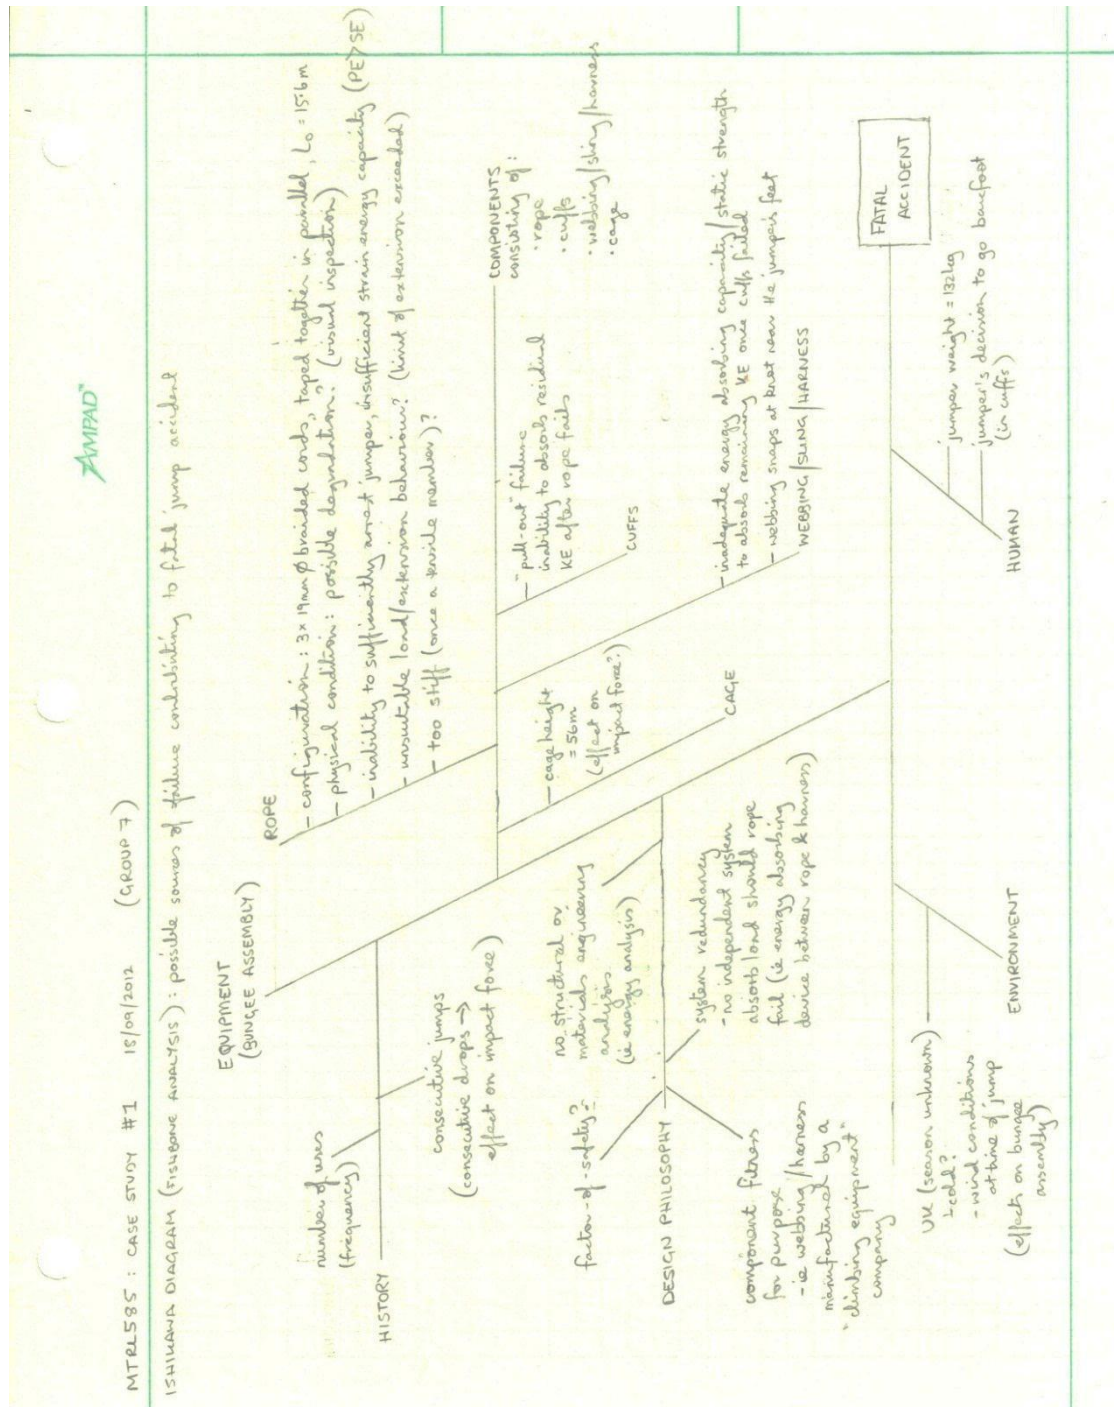 AMPAD™
MTRL585 : CASE STUDY #1 18/09/2012 (GROUP 7)
ISHIKAWA DIAGRAM (FISHBONE ANALYSIS) : possible sources of failure contributing to fatal jump accident
EQUIPMENT
(BUNGEE ASSEMBLY)
ROPE
- configuration : 3 x 19mm ø braided cords, taped together in parallel, L₀ = 15.6m
- physical condition : possible degradation? (visual inspection)
- inability to sufficiently arrest jumper, insufficient strain energy capacity (PE>SE)
- unsuitable load/extension behaviour? (limit of extension exceeded)
- too stiff (once a tensile member)?
COMPONENTS
consisting of :
· rope
· cuffs
· webbing/sling/harness
· cage
- "pull-out" failure
inability to absorb residual
KE after rope fails
CUFFS
- inadequate energy absorbing capacity/static strength
to absorb remaining KE once cuffs failed
- webbing snaps at knot near the jumper's feet
WEBBING/SLING/HARNESS
- cage height
= 56m
(effect on
impact force?)
CAGE
number of uses
(frequency)
HISTORY
consecutive jumps
(consecutive drops →
effect on impact force)
no structural or
materials engineering
analysis
(ie energy analysis)
factor-of-safety?
DESIGN PHILOSOPHY
system redundancy
- no independent system
absorb load should rope
fail (ie energy absorbing
device between rope & harness)
component fitness
for purpose
- ie webbing/harness
manufactured by a
"climbing equipment"
company
FATAL
ACCIDENT
jumper weight = 132kg
jumper's decision to go barefoot
(in cuffs)
HUMAN
UK (season unknown)
cold?
- wind conditions
at time of jump
(effect on bungee
assembly)
ENVIRONMENT